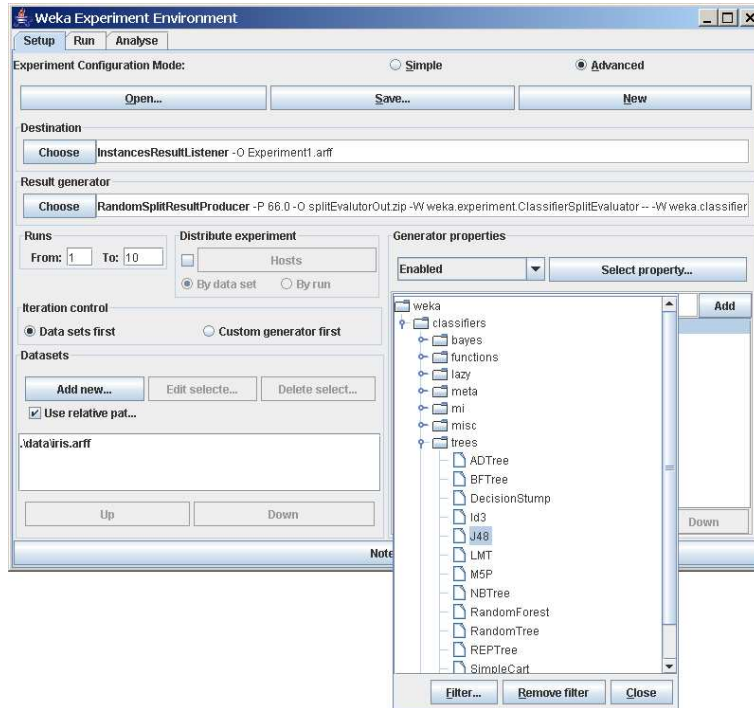 Weka Experiment Environment
Setup Run Analyse
Experiment Configuration Mode: Simple Advanced
Open... Save... New
Destination
Choose InstancesResultListener -O Experiment1.arff
Result generator
Choose RandomSplitResultProducer -P 66.0 -O splitEvalutorOut.zip -W weka.experiment.ClassifierSplitEvaluator -- -W weka.classifier
Runs
From: 1 To: 10
Distribute experiment
Hosts
By data set By run
Generator properties
Enabled Select property...
Iteration control
Data sets first Custom generator first
Datasets
Add new... Edit selecte... Delete select...
Use relative pat...
.\data\iris.arff
Up Down
Add
weka
classifiers
bayes
functions
lazy
meta
mi
misc
trees
ADTree
BFTree
DecisionStump
Id3
J48
LMT
M5P
NBTree
RandomForest
RandomTree
REPTree
SimpleCart
Down
Note
Filter... Remove filter Close